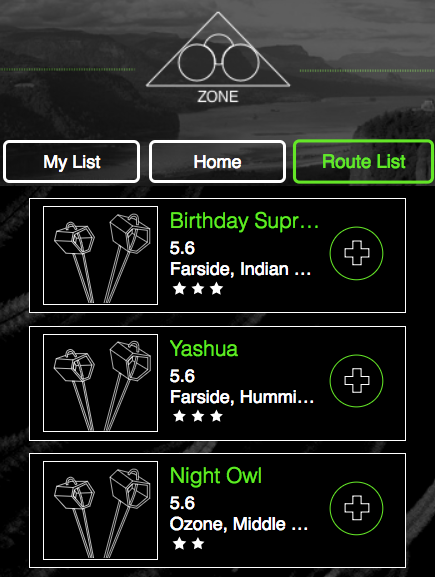 ZONE
My List
Home
Route List
Birthday Supr...
5.6
Farside, Indian ...
Yashua
5.6
Farside, Hummi...
Night Owl
5.6
Ozone, Middle ...